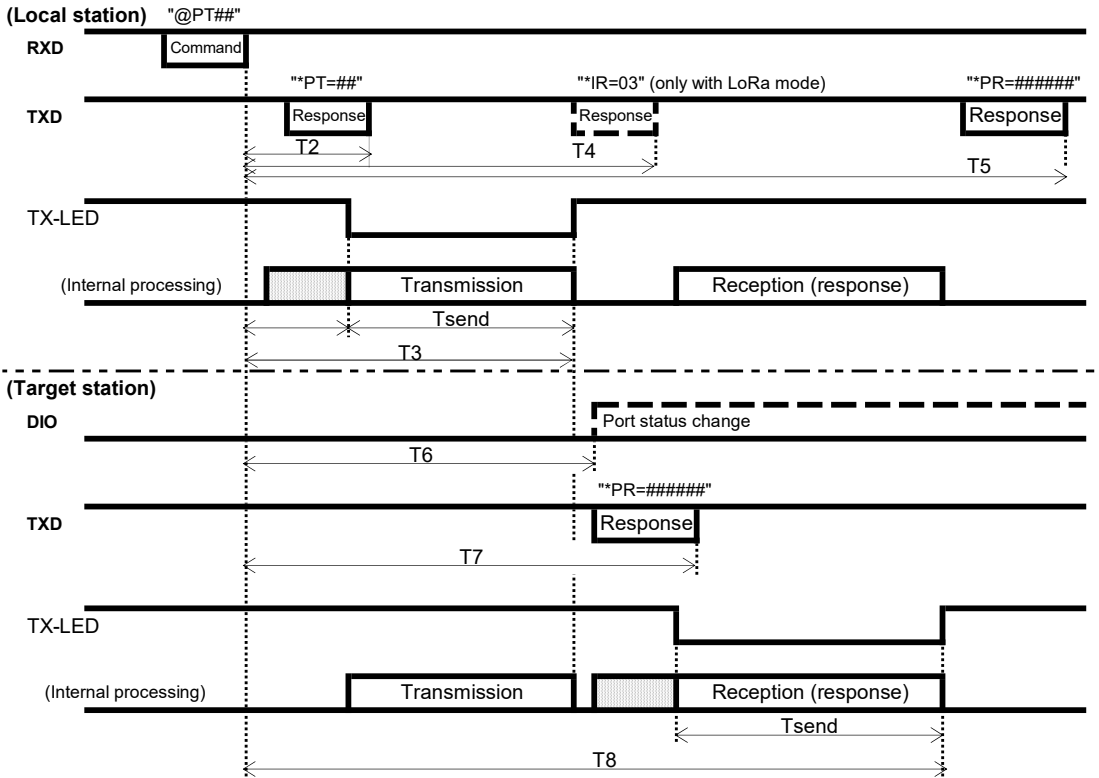 (Local station) "@PT##"
RXD Command
"*PT=##" "*IR=03" (only with LoRa mode) "*PR=######"
TXD Response Response Response
T2 T4
T5
TX-LED
(Internal processing) Transmission Reception (response)
Tsend
T3
(Target station)
DIO Port status change
T6
"*PR=######"
TXD Response
T7
TX-LED
(Internal processing) Transmission Reception (response)
Tsend
T8